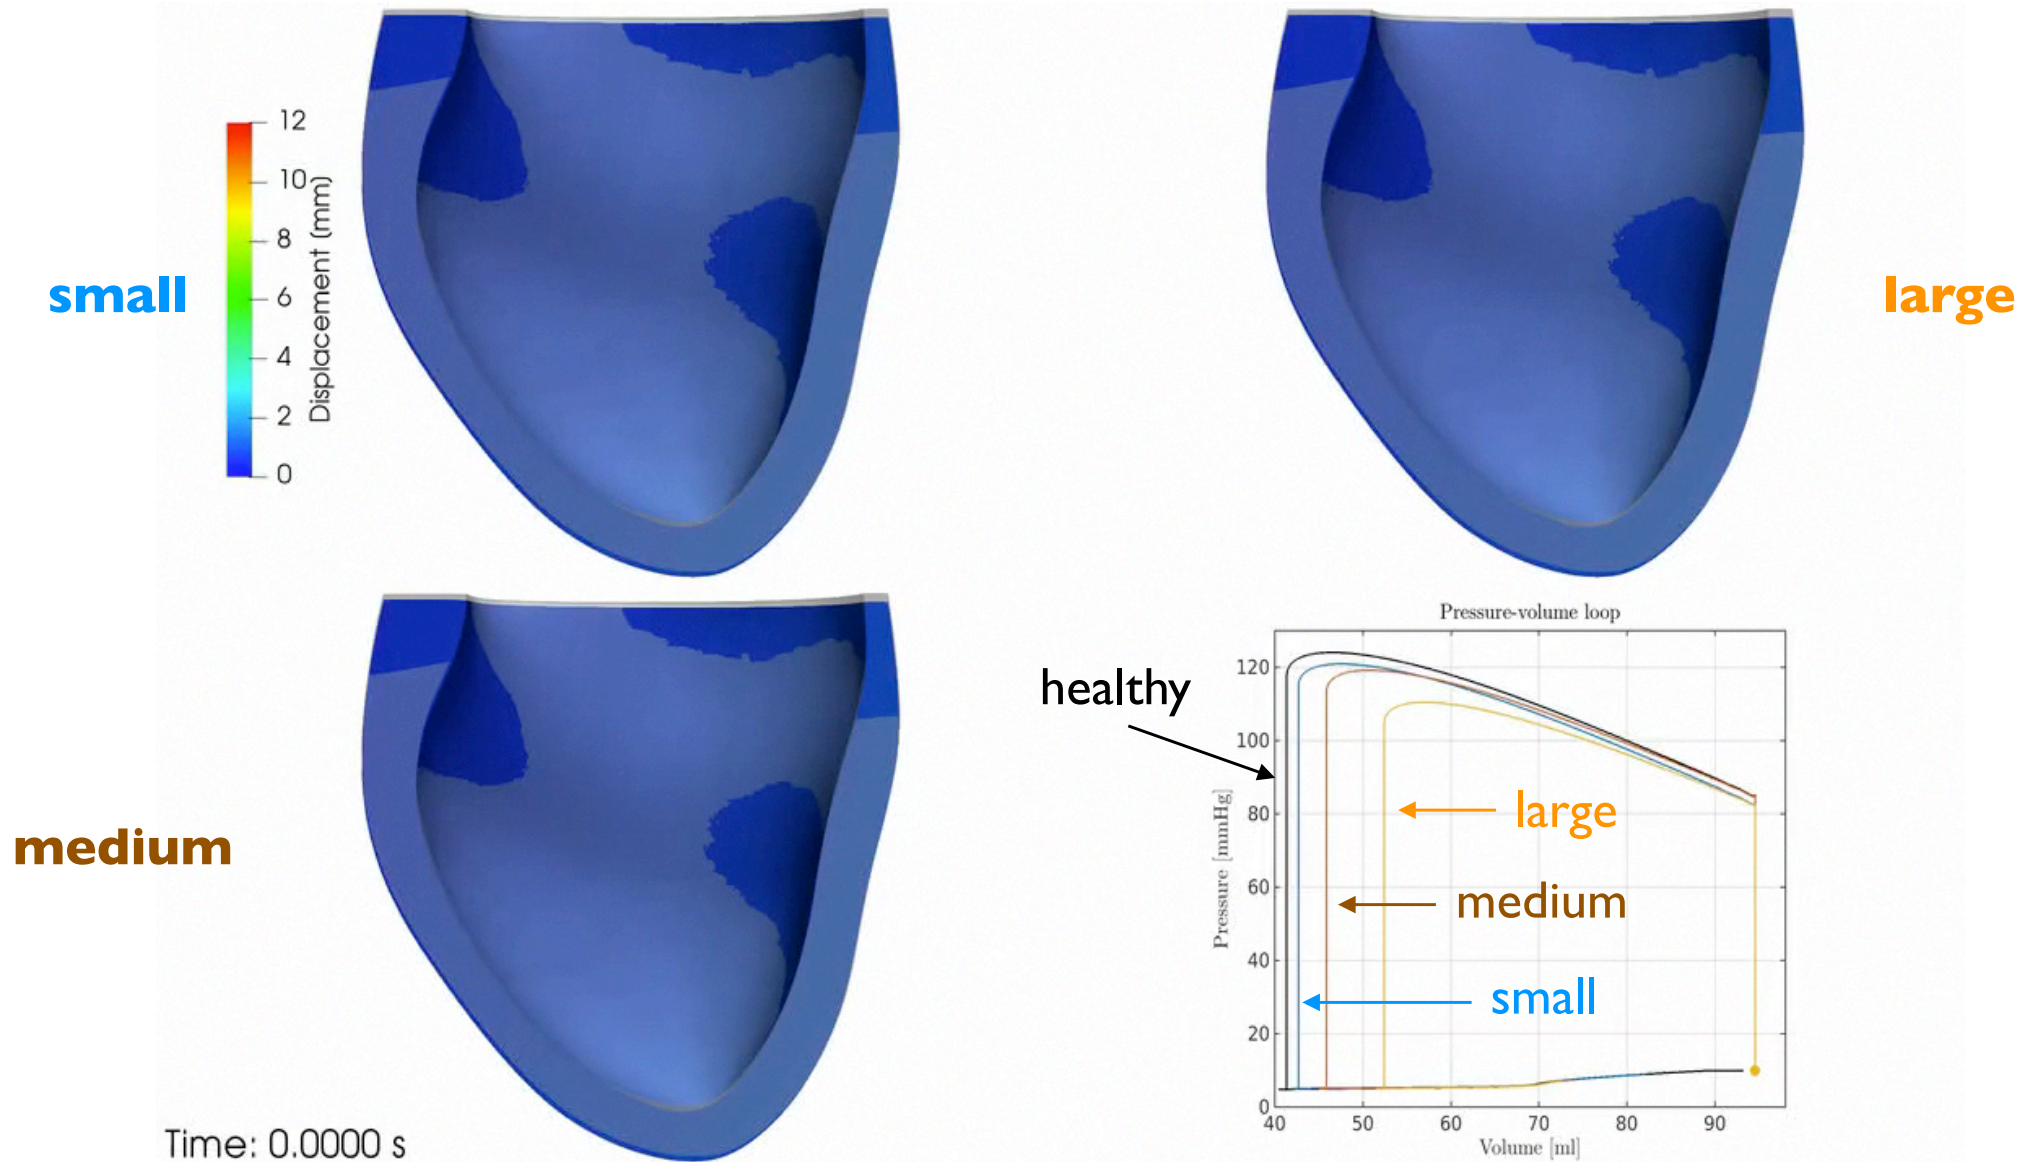 12
10
8
6
4
2
0
Displacement (mm)
small
large
medium
Time: 0.0000 s
Pressure-volume loop
healthy
120
100
80
60
40
20
0
Pressure [mmHg]
large
medium
small
40 50 60 70 80 90
Volume [ml]